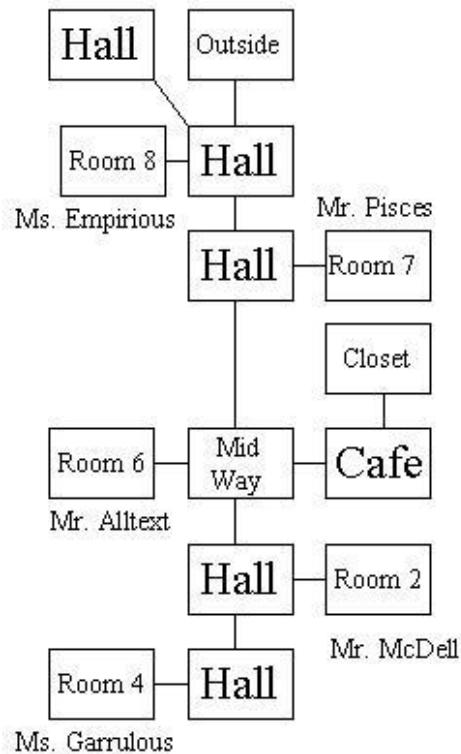 Hall
Outside
Room 8
Hall
Ms. Empirious
Mr. Pisces
Hall
Room 7
Closet
Room 6
Mid
Way
Cafe
Mr. Alltext
Hall
Room 2
Mr. McDell
Room 4
Hall
Ms. Garrulous